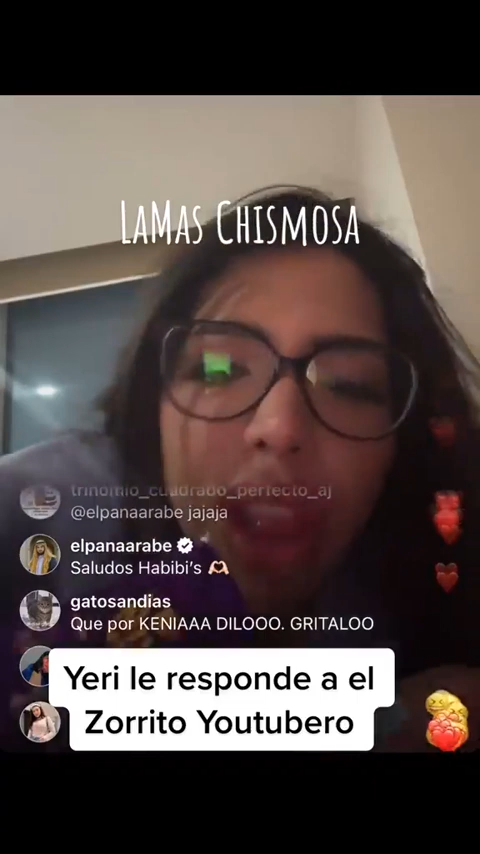 LaMas Chismosa
trinomio_cuadrado_perfecto_aj
@elpanaarabe jajaja
elpanaarabe
Saludos Habibi's
gatosandias
Que por KENIAAA DILOOO. GRITALOO
Yeri le responde a el
Zorrito Youtubero